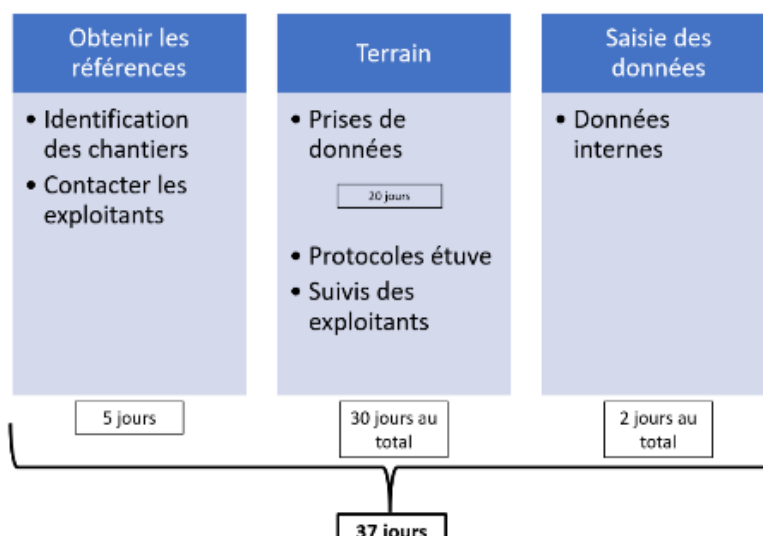 Obtenir les
références
• Identification
des chantiers
• Contacter les
exploitants
5 jours
Terrain
• Prises de
données
20 jours
• Protocoles étuve
• Suivis des
exploitants
30 jours au
total
Saisie des
données
• Données
internes
2 jours au
total
37 jours